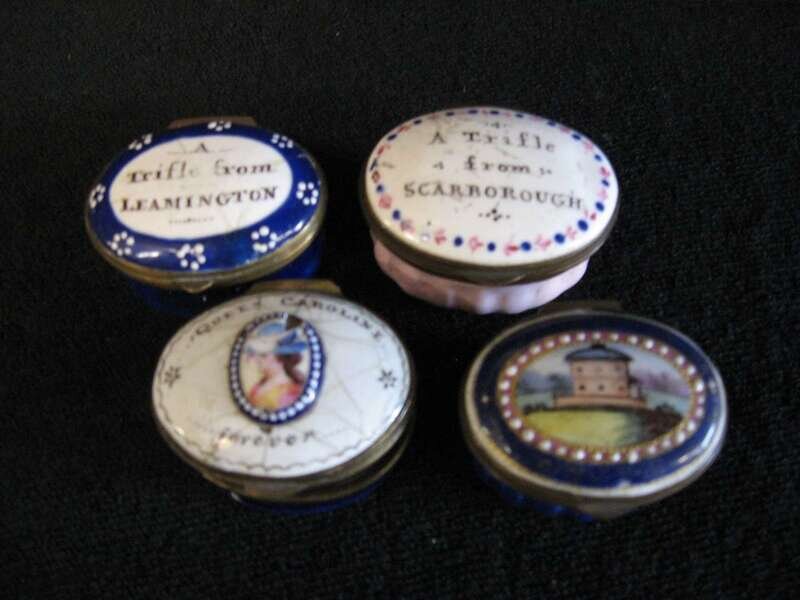 A
Trifle from
LEAMINGTON
A Trifle
from
SCARBOROUGH
QUEEN CAROLINE
forever